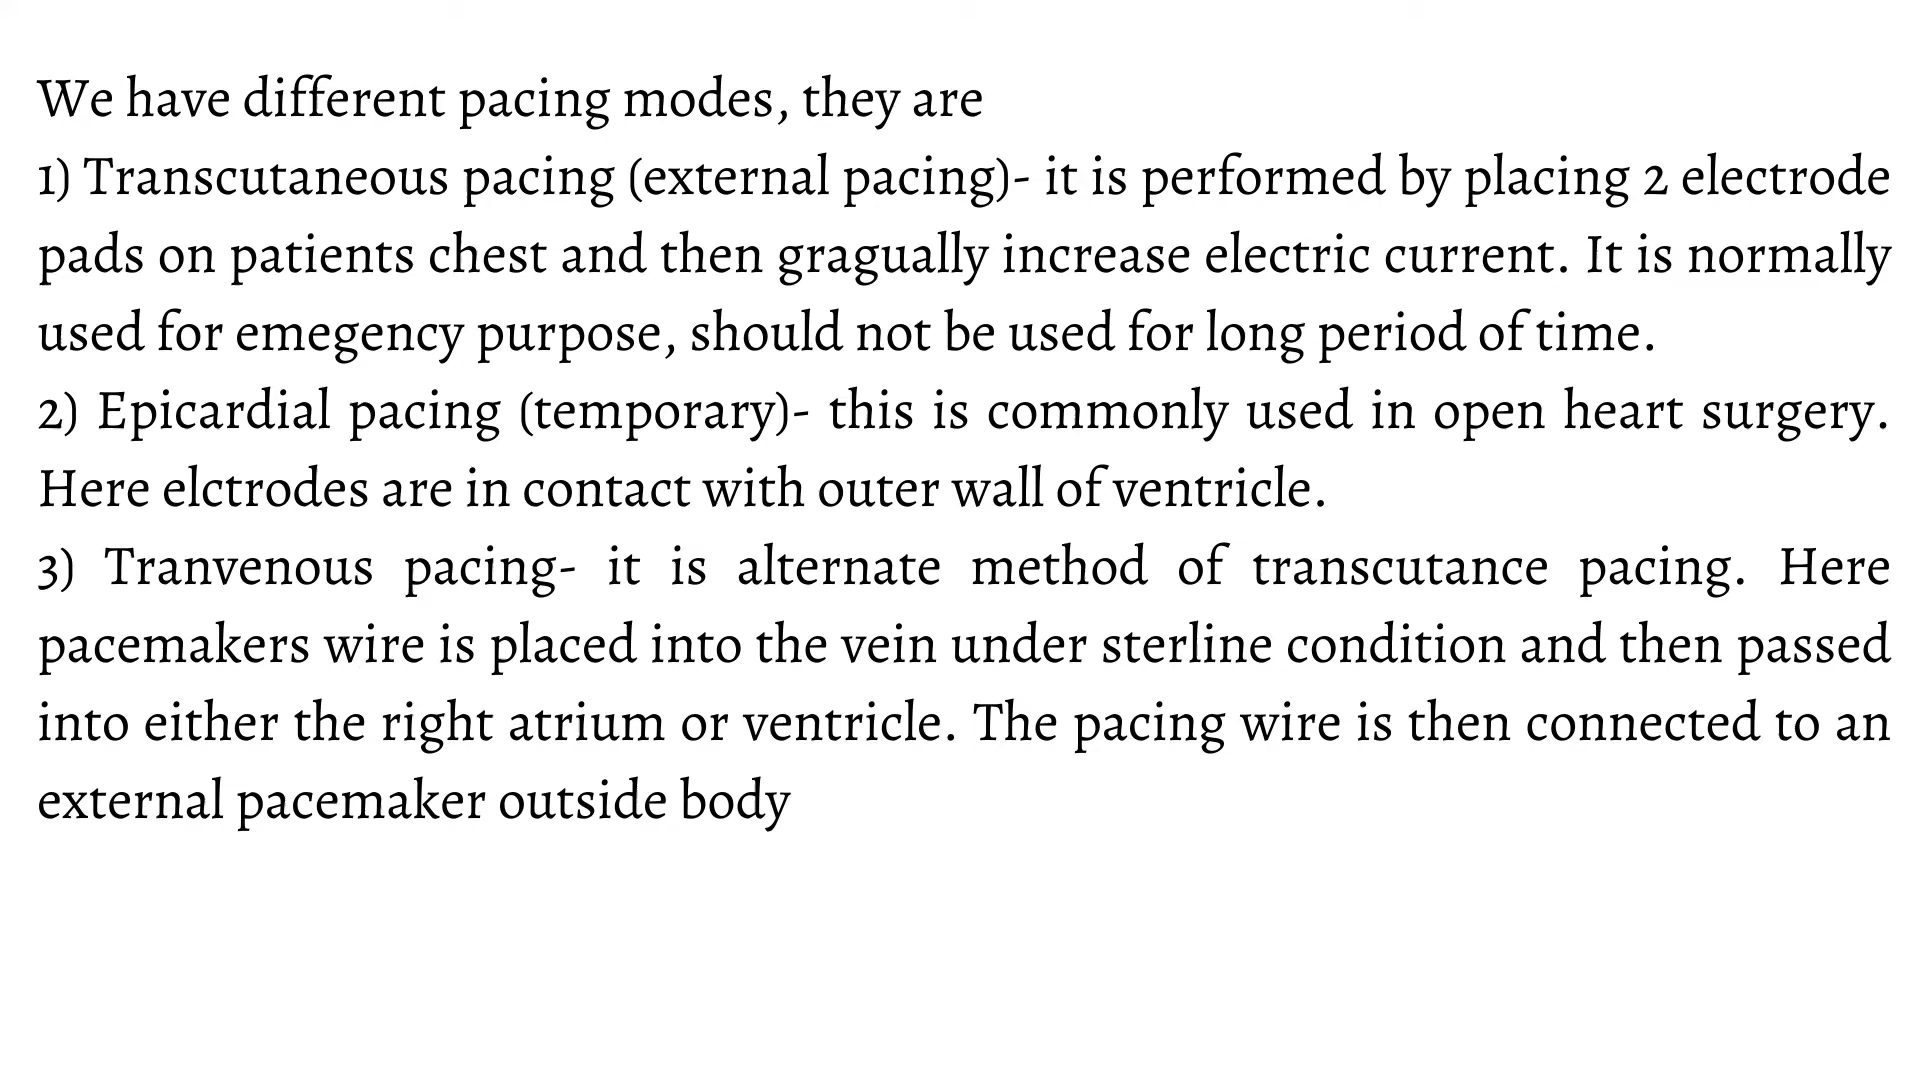 We have different pacing modes, they are
1) Transcutaneous pacing (external pacing)- it is performed by placing 2 electrode
pads on patients chest and then gragually increase electric current. It is normally
used for emegency purpose, should not be used for long period of time.
2) Epicardial pacing (temporary)- this is commonly used in open heart surgery.
Here elctrodes are in contact with outer wall of ventricle.
3) Tranvenous pacing- it is alternate method of transcutance pacing. Here
pacemakers wire is placed into the vein under sterline condition and then passed
into either the right atrium or ventricle. The pacing wire is then connected to an
external pacemaker outside body